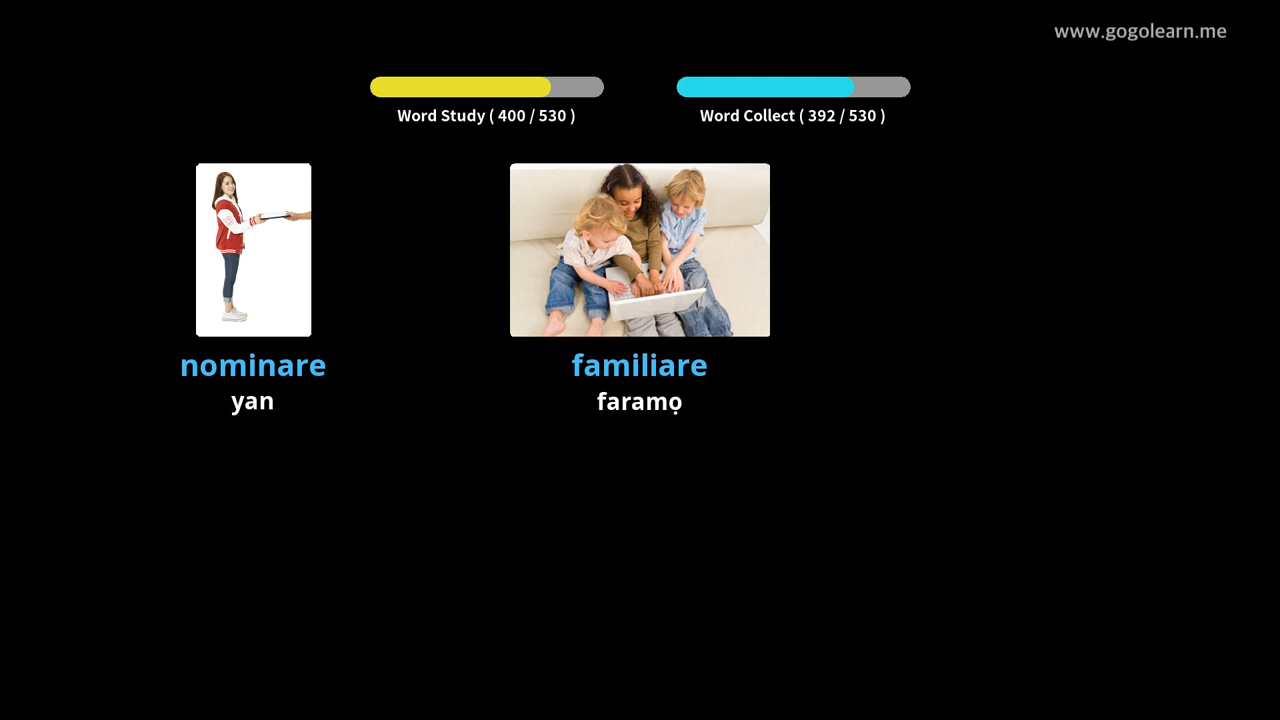 www.gogolearn.me
Word Study ( 400 / 530 )
Word Collect ( 392 / 530 )
nominare
yan
familiare
faramọ